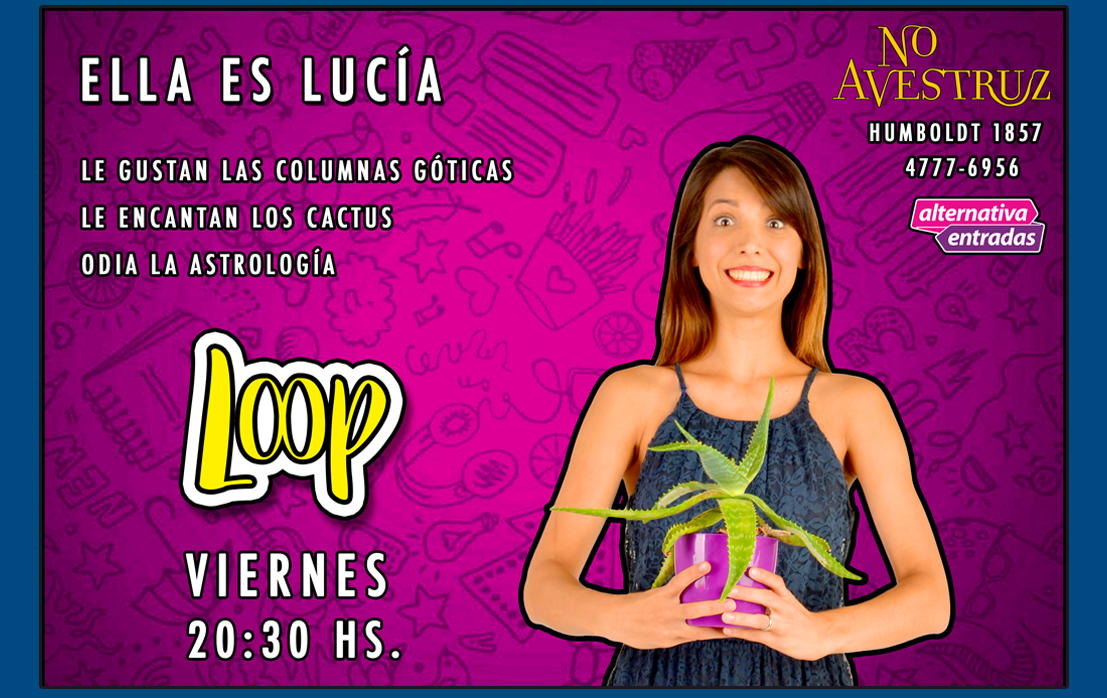 ELLA ES LUCÍA
LE GUSTAN LAS COLUMNAS GÓTICAS
LE ENCANTAN LOS CACTUS
ODIA LA ASTROLOGÍA
Loop
VIERNES
20:30 HS.
NO
AVESTRUZ
HUMBOLDT 1857
4777-6956
alternativa
entradas
NEW